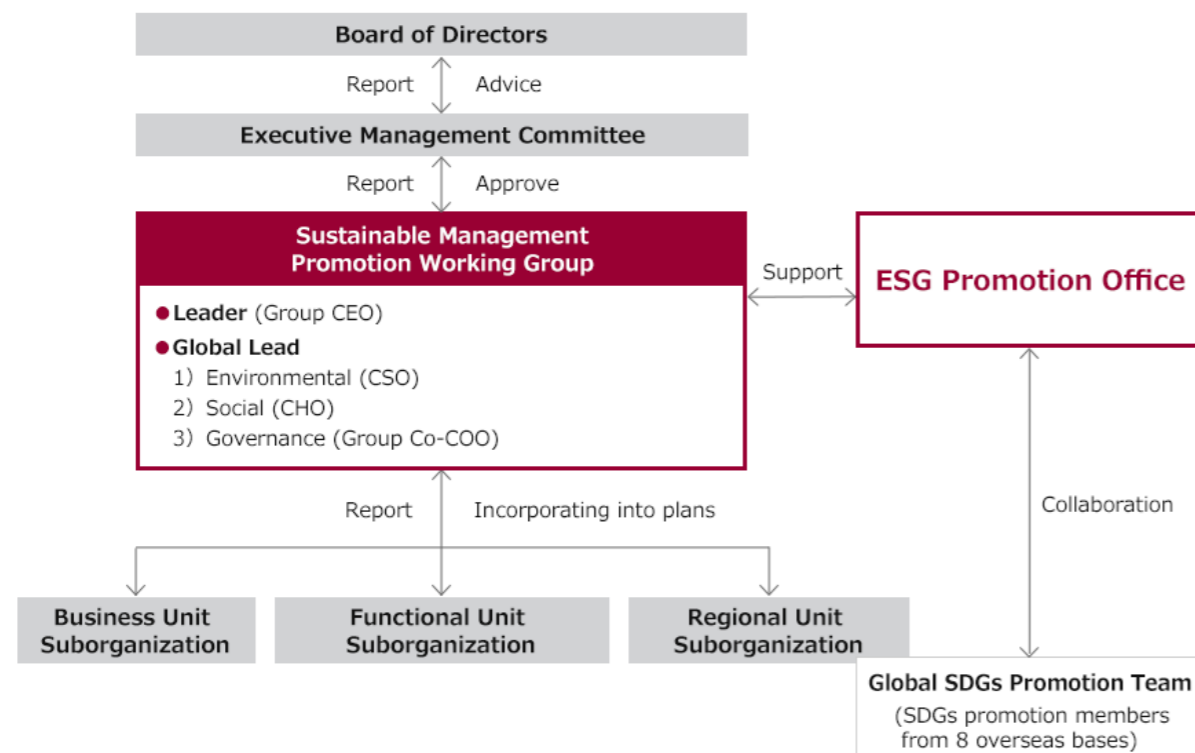 Board of Directors
Report
Advice
Executive Management Committee
Report
Approve
Sustainable Management
Promotion Working Group
●Leader (Group CEO)
●Global Lead
1）Environmental (CSO)
2）Social (CHO)
3）Governance (Group Co-COO)
Support
ESG Promotion Office
Report
Incorporating into plans
Collaboration
Business Unit
Suborganization
Functional Unit
Suborganization
Regional Unit
Suborganization
Global SDGs Promotion Team
(SDGs promotion members
from 8 overseas bases)